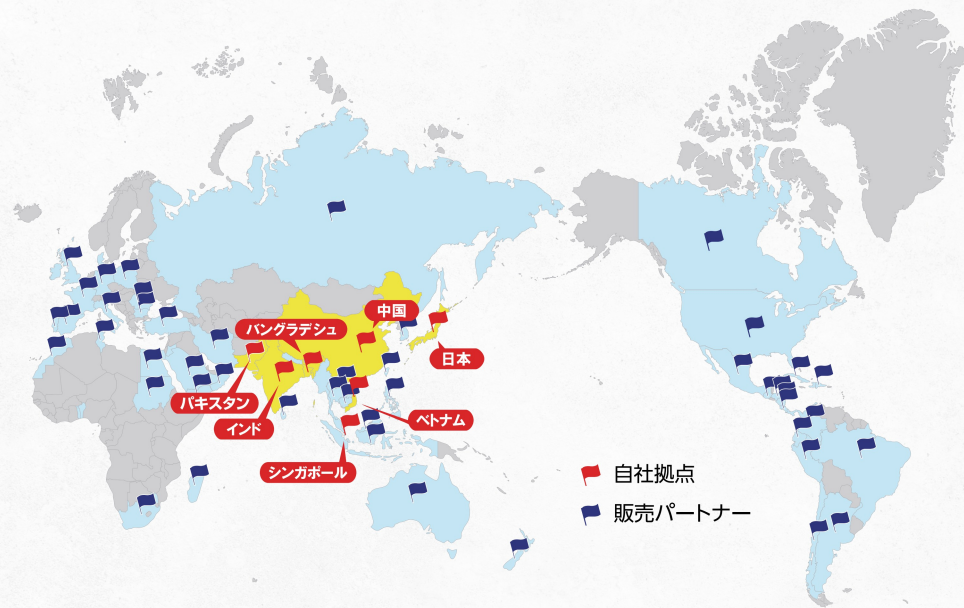 中国
バングラデシュ
日本
パキスタン
インド
ベトナム
シンガポール
自社拠点
販売パートナー